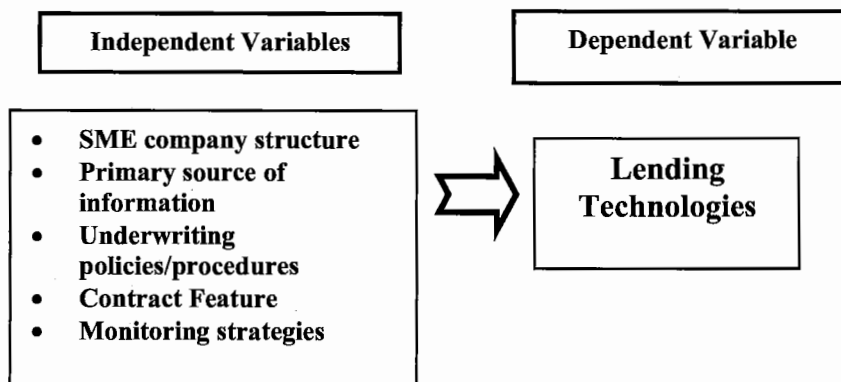 Independent Variables
Dependent Variable
• SME company structure
• Primary source of
information
• Underwriting
policies/procedures
• Contract Feature
• Monitoring strategies
Lending
Technologies